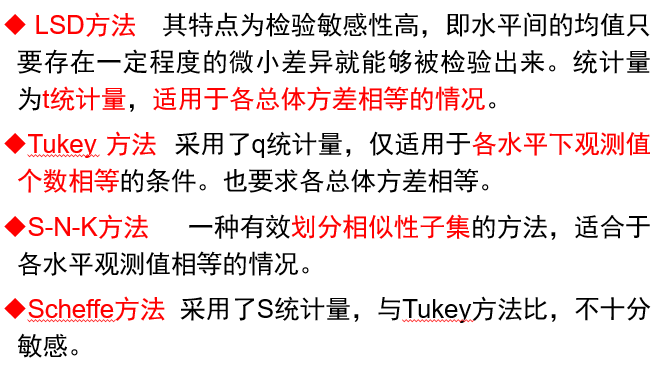 ◆ LSD方法 其特点为检验敏感性高，即水平间的均值只
要存在一定程度的微小差异就能够被检验出来。统计量
为t统计量，适用于各总体方差相等的情况。
◆Tukey 方法 采用了q统计量，仅适用于各水平下观测值
个数相等的条件。也要求各总体方差相等。
◆S-N-K方法 一种有效划分相似性子集的方法，适合于
各水平观测值相等的情况。
◆Scheffe方法 采用了S统计量，与Tukey方法比，不十分
敏感。